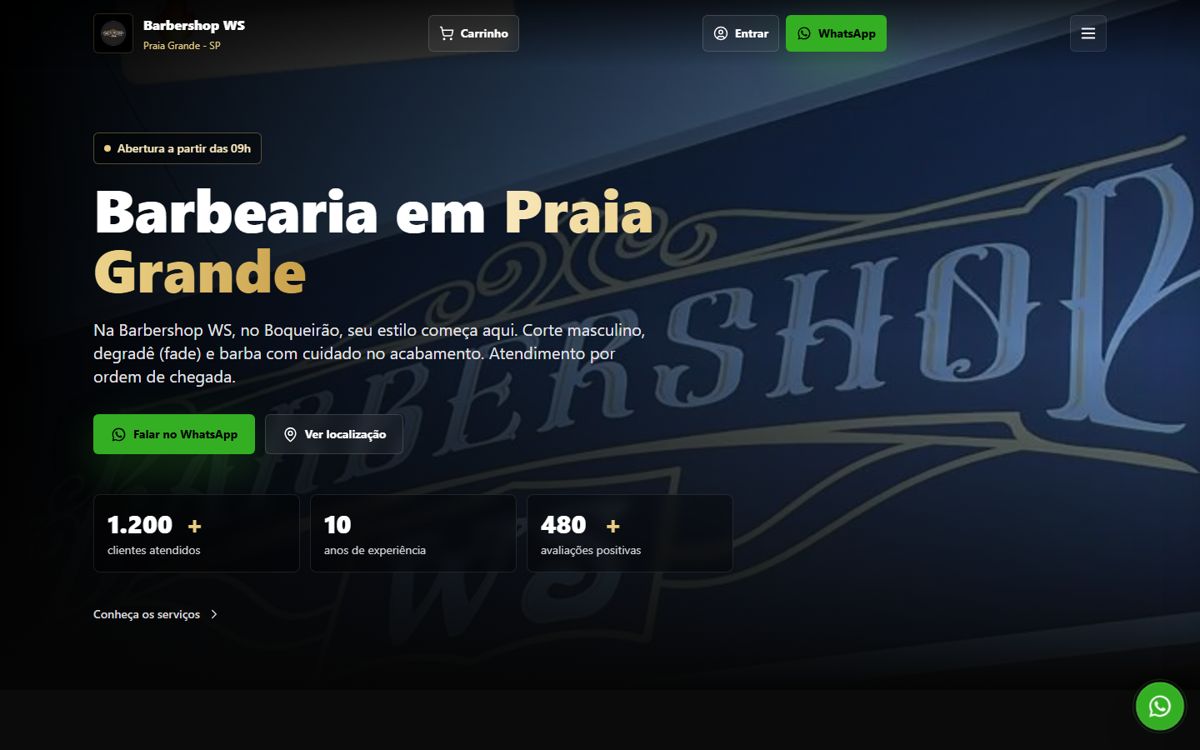 Barbershop WS
Praia Grande - SP
Carrinho
Entrar
WhatsApp
Abertura a partir das 09h
Barbearia em Praia
Grande
Na Barbershop WS, no Boqueirão, seu estilo começa aqui. Corte masculino,
degradê (fade) e barba com cuidado no acabamento. Atendimento por
ordem de chegada.
Falar no WhatsApp
Ver localização
1.200 +
clientes atendidos
10
anos de experiência
480 +
avaliações positivas
Conheça os serviços
BARBERSHOP
WS